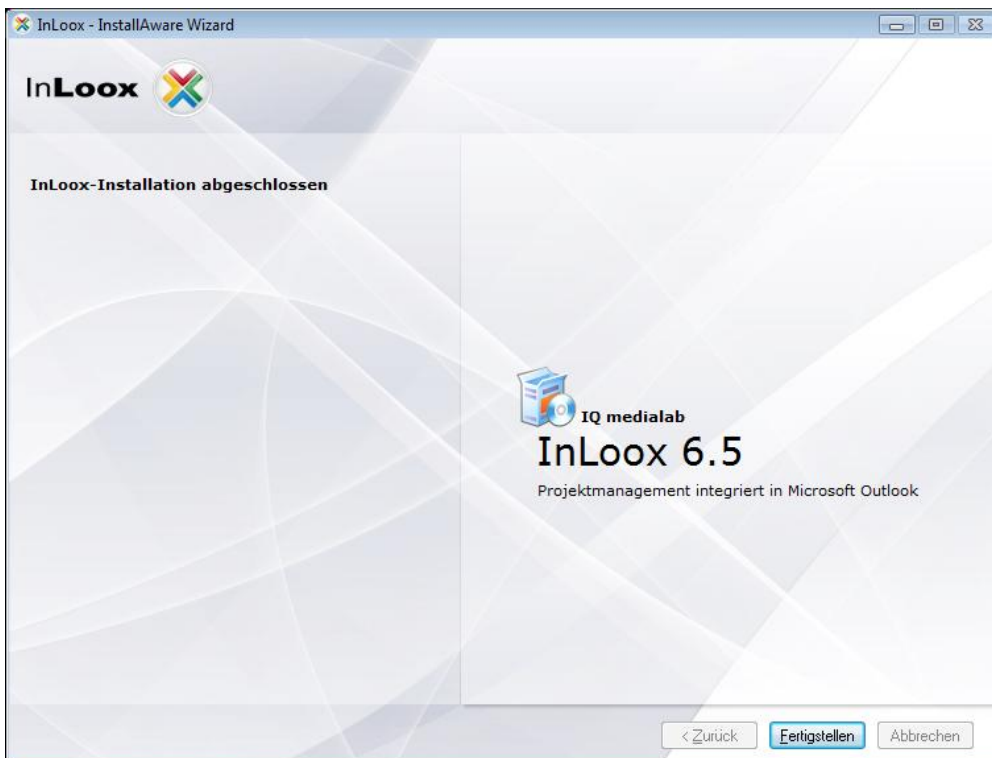 InLoox - InstallAware Wizard
InLoox
InLoox-Installation abgeschlossen
IQ medialab
InLoox 6.5
Projektmanagement integriert in Microsoft Outlook
< Zurück Fertigstellen Abbrechen